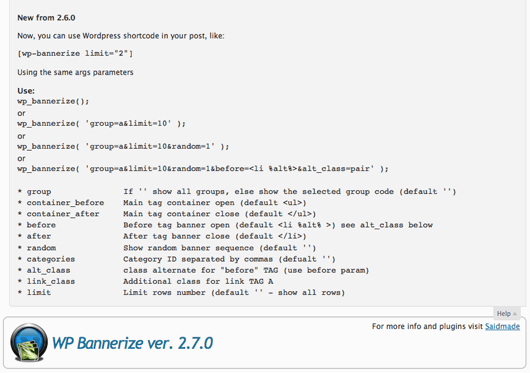 New from 2.6.0
Now, you can use Wordpress shortcode in your post, like:
[wp-bannerize limit="2"]
Using the same args parameters
Use:
wp_bannerize();
or
wp_bannerize( 'group=a&limit=10' );
or
wp_bannerize( 'group=a&limit=10&random=1' );
or
wp_bannerize( 'group=a&limit=10&random=1&before=<li %alt%>&alt_class=pair' );
* group If '' show all groups, else show the selected group code (default '')
* container_before Main tag container open (default <ul>)
* container_after Main tag container close (default </ul>)
* before Before tag banner open (default <li %alt% >) see alt_class below
* after After tag banner close (default </li>)
* random Show random banner sequence (default '')
* categories Category ID separated by commas (defualt '')
* alt_class class alternate for "before" TAG (use before param)
* link_class Additional class for link TAG A
* limit Limit rows number (default '' - show all rows)
Help »
For more info and plugins visit Saidmade
WP Bannerize ver. 2.7.0